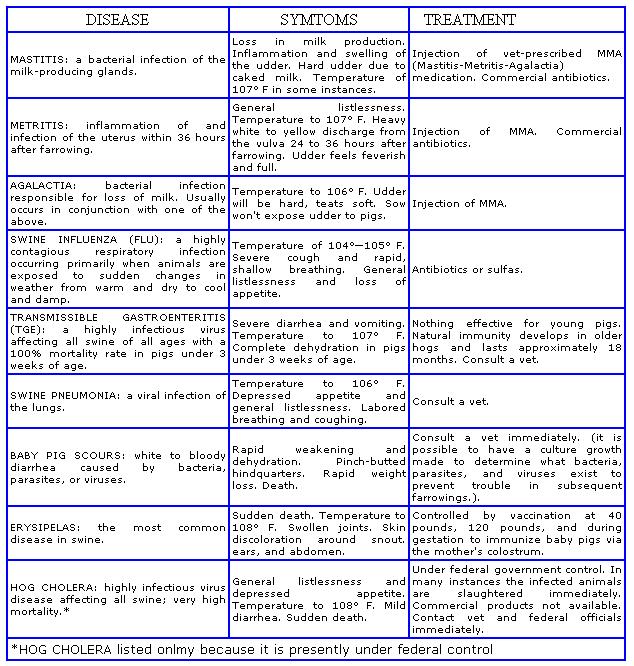 DISEASE SYMTOMS TREATMENT
MASTITIS: a bacterial infection of the
milk-producing glands.
Loss in milk production.
Inflammation and swelling of
the udder. Hard udder due to
caked milk. Temperature of
107° F in some instances.
Injection of vet-prescribed MMA
(Mastitis-Metritis-Agalactia)
medication. Commercial antibiotics.
METRITIS: inflammation of and
infection of the uterus within 36 hours
after farrowing.
General listlessness.
Temperature to 107° F. Heavy
white to yellow discharge from
the vulva 24 to 36 hours after
farrowing. Udder feels feverish
and full.
Injection of MMA. Commercial
antibiotics.
AGALACTIA: bacterial infection
responsible for loss of milk. Usually
occurs in conjunction with one of the
above.
Temperature to 106° F. Udder
will be hard, teats soft. Sow
won't expose udder to pigs.
Injection of MMA.
SWINE INFLUENZA (FLU): a highly
contagious respiratory infection
occurring primarily when animals are
exposed to sudden changes in
weather from warm and dry to cool
and damp.
Temperature of 104°—105° F.
Severe cough and rapid,
shallow breathing. General
listlessness and loss of
appetite.
Antibiotics or sulfas.
TRANSMISSIBLE GASTROENTERITIS
(TGE): a highly infectious virus
affecting all swine of all ages with a
100% mortality rate in pigs under 3
weeks of age.
Severe diarrhea and vomiting.
Temperature to 107° F.
Complete dehydration in pigs
under 3 weeks of age.
Nothing effective for young pigs.
Natural immunity develops in older
hogs and lasts approximately 18
months. Consult a vet.
SWINE PNEUMONIA: a viral infection of
the lungs.
Temperature to 106° F.
Depressed appetite and
general listlessness. Labored
breathing and coughing.
Consult a vet.
BABY PIG SCOURS: white to bloody
diarrhea caused by bacteria,
parasites, or viruses.
Rapid weakening and
dehydration. Pinch-butted
hindquarters. Rapid weight
loss. Death.
Consult a vet immediately. (it is
possible to have a culture growth
made to determine what bacteria,
parasites, and viruses exist to
prevent trouble in subsequent
farrowings.).
ERYSIPELAS: the most common
disease in swine.
Sudden death. Temperature to
108° F. Swollen joints. Skin
discoloration around snout.
ears, and abdomen.
Controlled by vaccination at 40
pounds, 120 pounds, and during
gestation to immunize baby pigs via
the mother's colostrum.
HOG CHOLERA: highly infectious virus
disease affecting all swine; very high
mortality.*
General listlessness and
depressed appetite.
Temperature to 108° F. Mild
diarrhea. Sudden death.
Under federal government control. In
many instances the infected animals
are slaughtered immediately.
Commercial products not available.
Contact vet and federal officials
immediately.
*HOG CHOLERA listed onlmy because it is presently under federal control